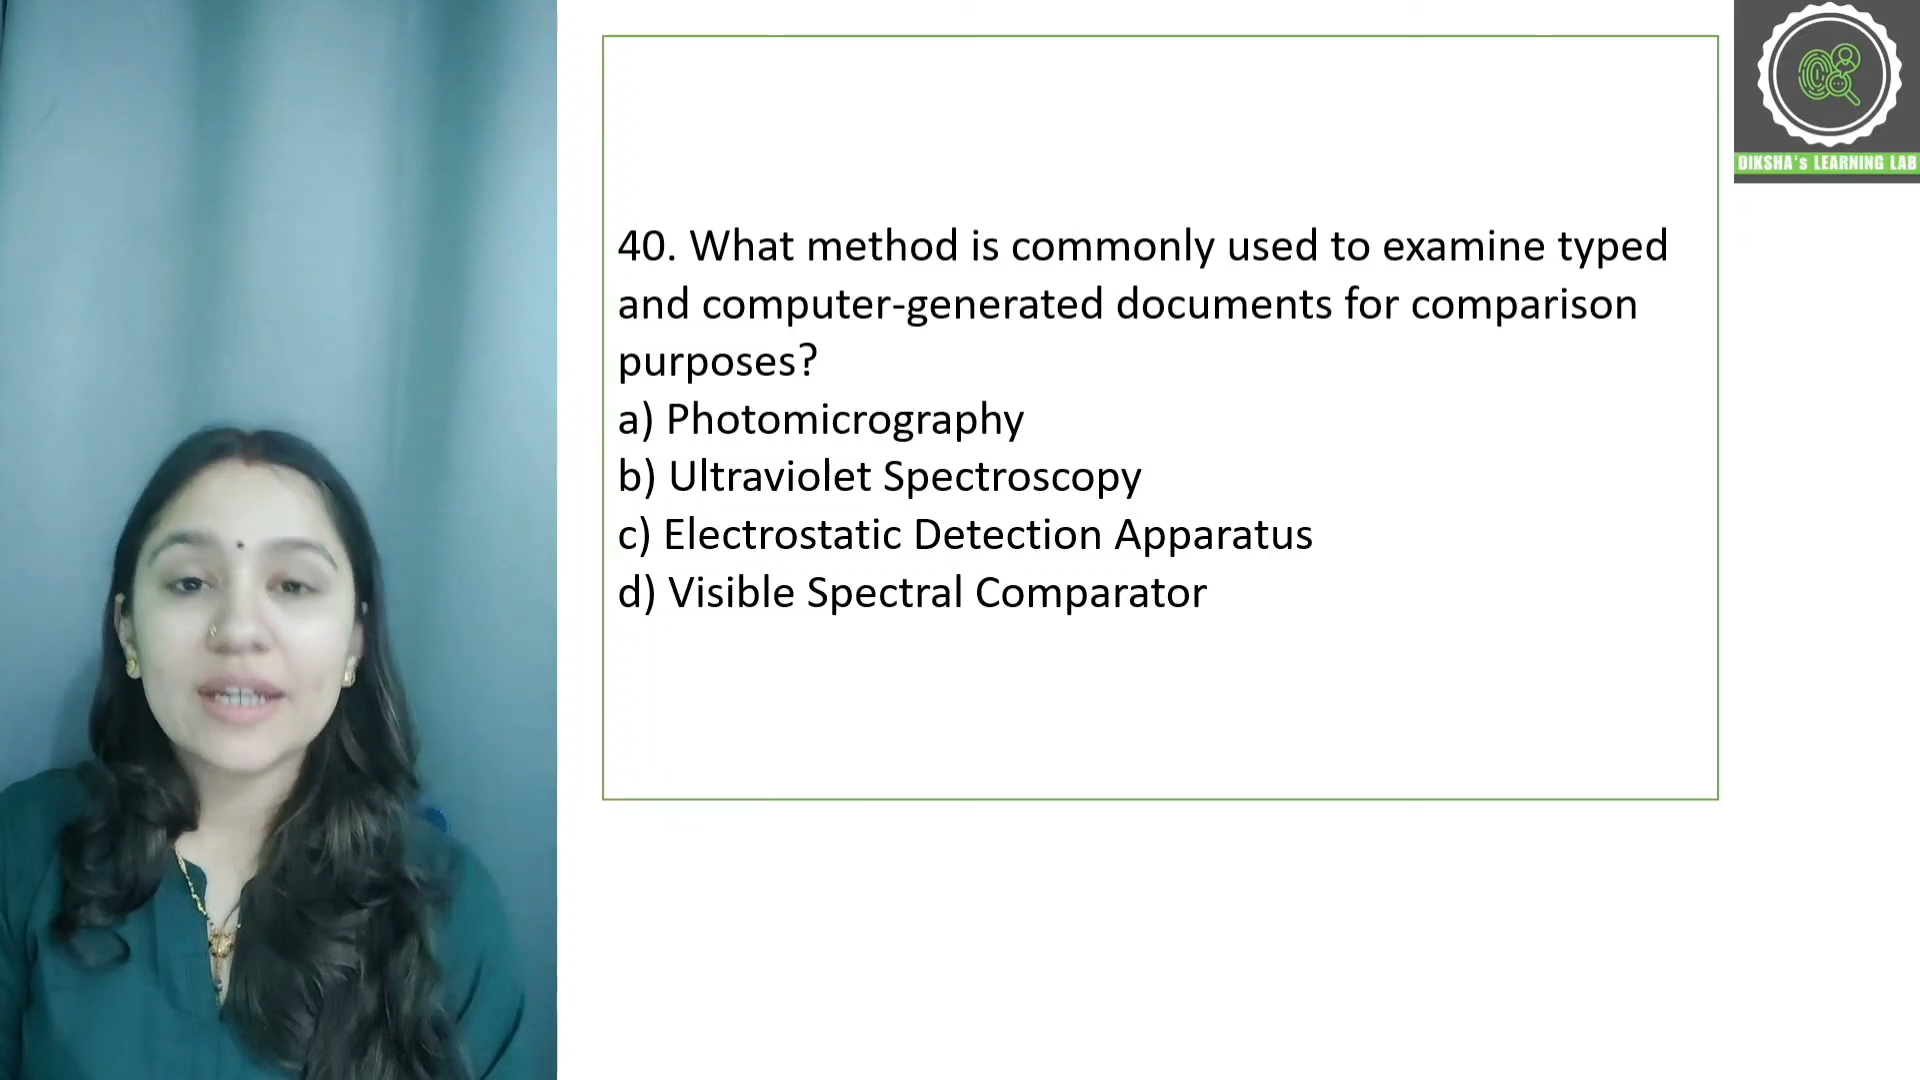 40. What method is commonly used to examine typed
and computer-generated documents for comparison
purposes?
a) Photomicrography
b) Ultraviolet Spectroscopy
c) Electrostatic Detection Apparatus
d) Visible Spectral Comparator
DIKSHA's LEARNING LAB